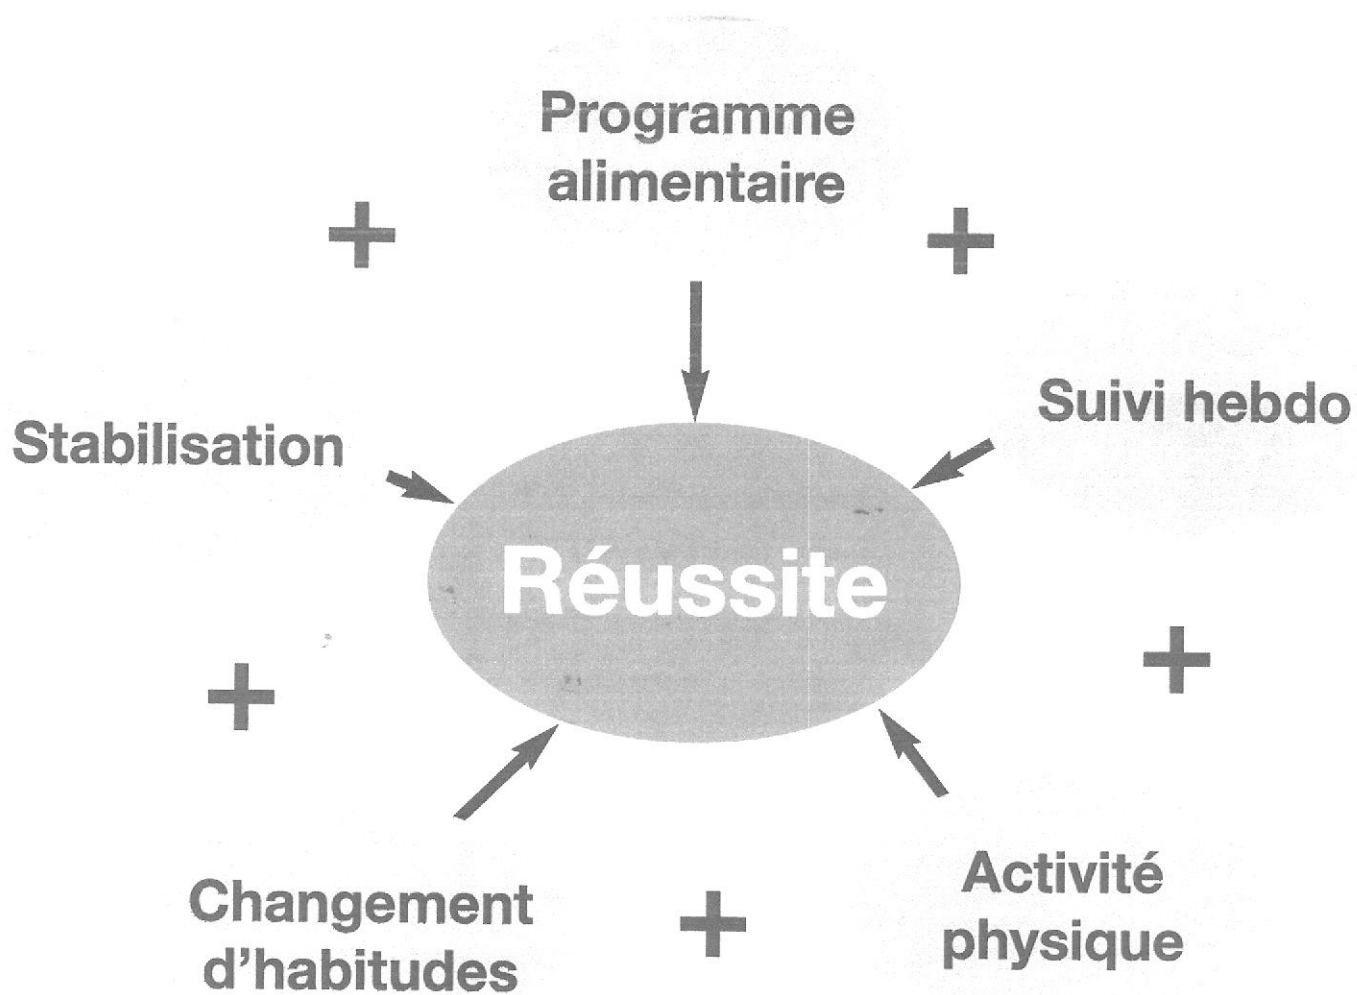 Programme
alimentaire
+
+
Suivi hebdo
Stabilisation
Réussite
+
+
Activité
physique
Changement
d'habitudes
+